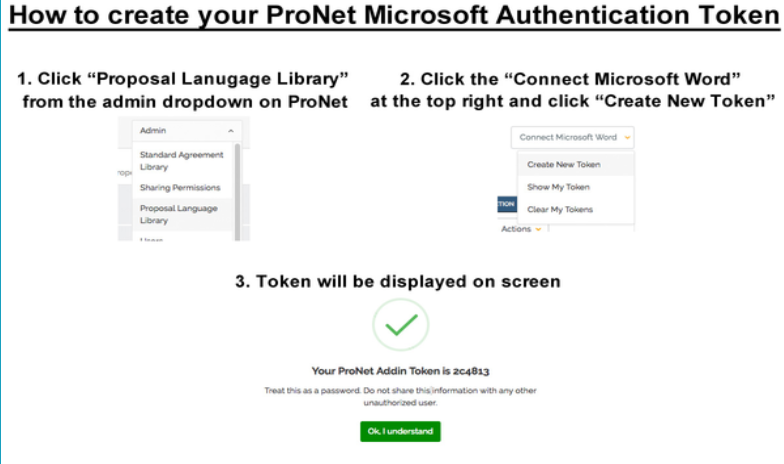 How to create your ProNet Microsoft Authentication Token
1. Click “Proposal Lanugage Library”
from the admin dropdown on ProNet
Admin
Standard Agreement
Library
Sharing Permissions
Proposal Language
Library
2. Click the “Connect Microsoft Word”
at the top right and click “Create New Token”
Connect Microsoft Word
Create New Token
Show My Token
Clear My Tokens
TION
Actions
3. Token will be displayed on screen
Your ProNet Addin Token is 2c4813
Treat this as a password. Do not share this information with any other
unauthorized user.
Ok, I understand